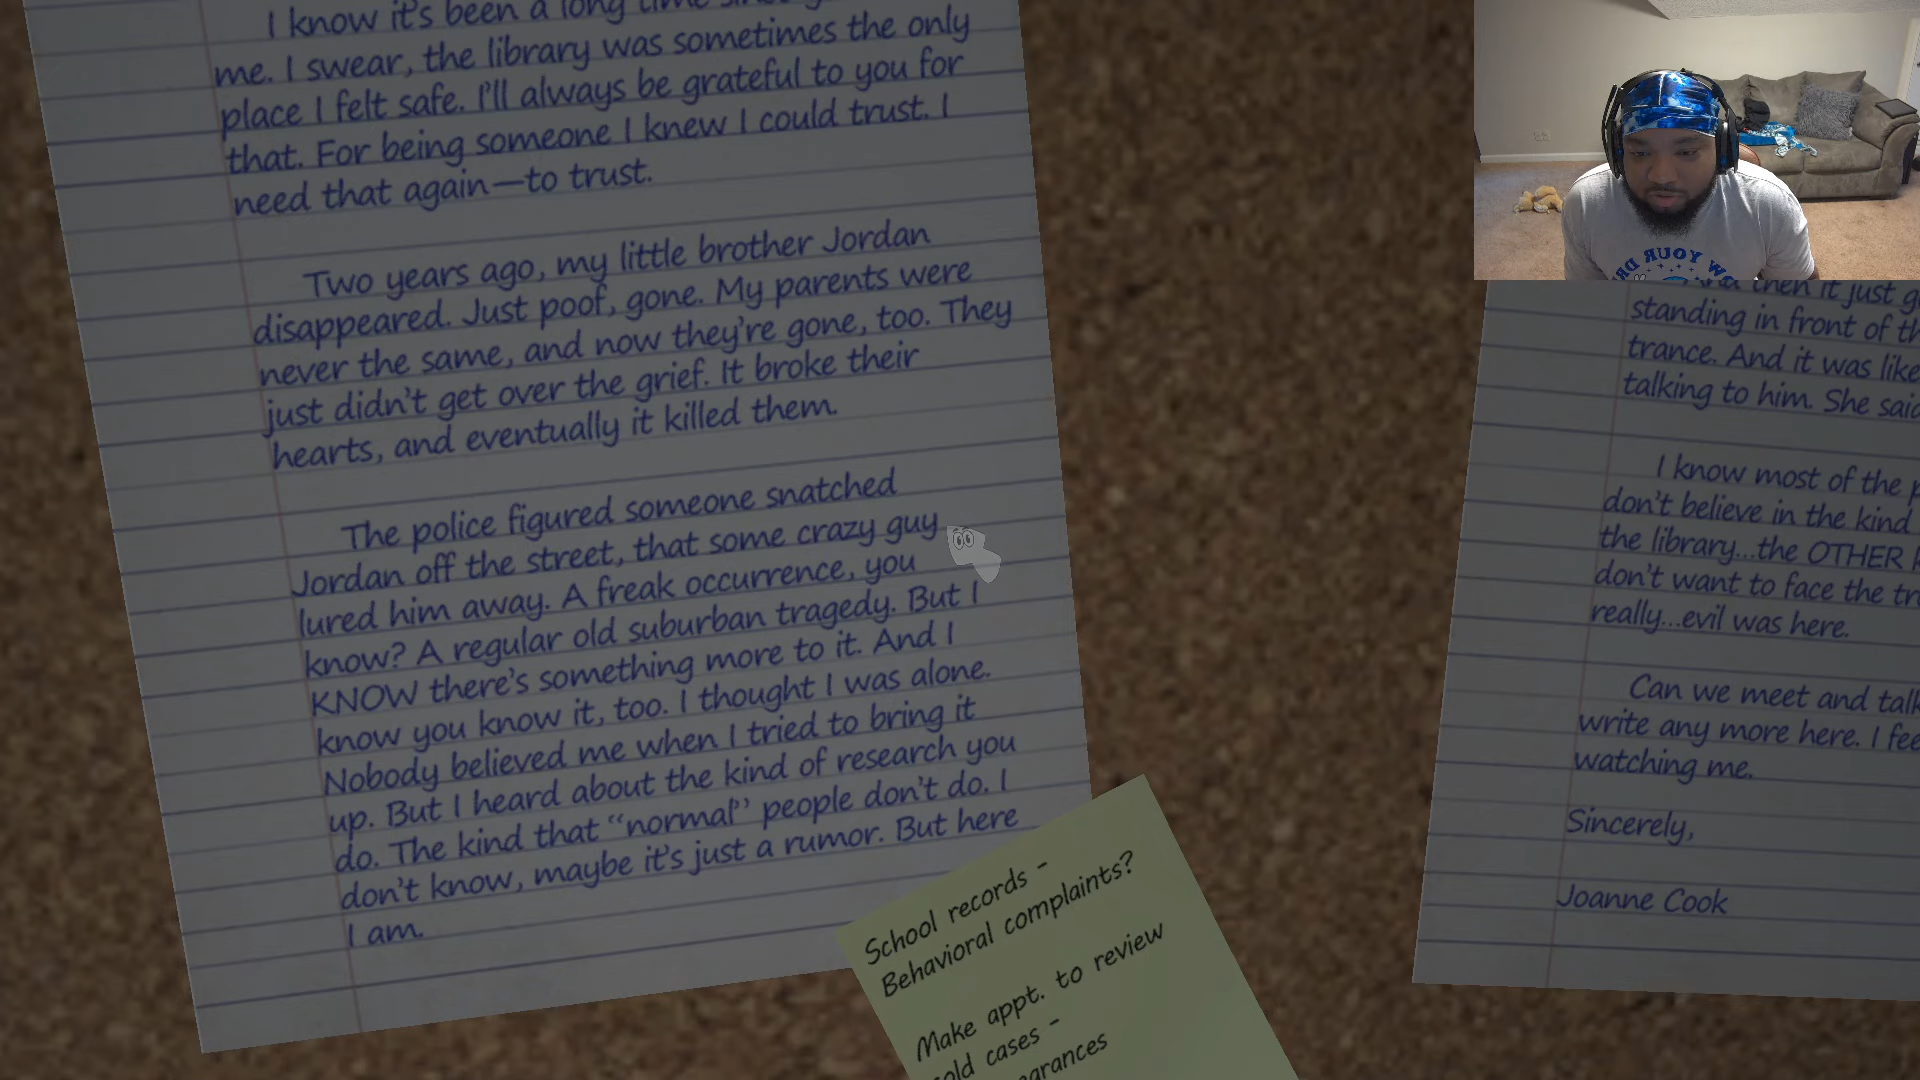 I know it's been a long time
me. I swear, the library was sometimes the only
place I felt safe. I'll always be grateful to you for
that. For being someone I knew I could trust. I
need that again—to trust.
Two years ago, my little brother Jordan
disappeared. Just poof, gone. My parents were
never the same, and now they're gone, too. They
just didn't get over the grief. It broke their
hearts, and eventually it killed them.
The police figured someone snatched
Jordan off the street, that some crazy guy
lured him away. A freak occurrence, you
know? A regular old suburban tragedy. But I
KNOW there's something more to it. And I
know you know it, too. I thought I was alone.
Nobody believed me when I tried to bring it
up. But I heard about the kind of research you
do. The kind that “normal” people don't do. I
don't know, maybe it's just a rumor. But here
I am.
School records -
Behavioral complaints?
Make appt. to review
cases -
then it just
standing in front of
trance. And it was like
talking to him. She
I know most of the
don't believe in the kind
the library...the OTHER
don't want to face the
really...evil was here.
Can we meet and
write any more here. I
watching me.
Sincerely,
Joanne Cook
YOUR